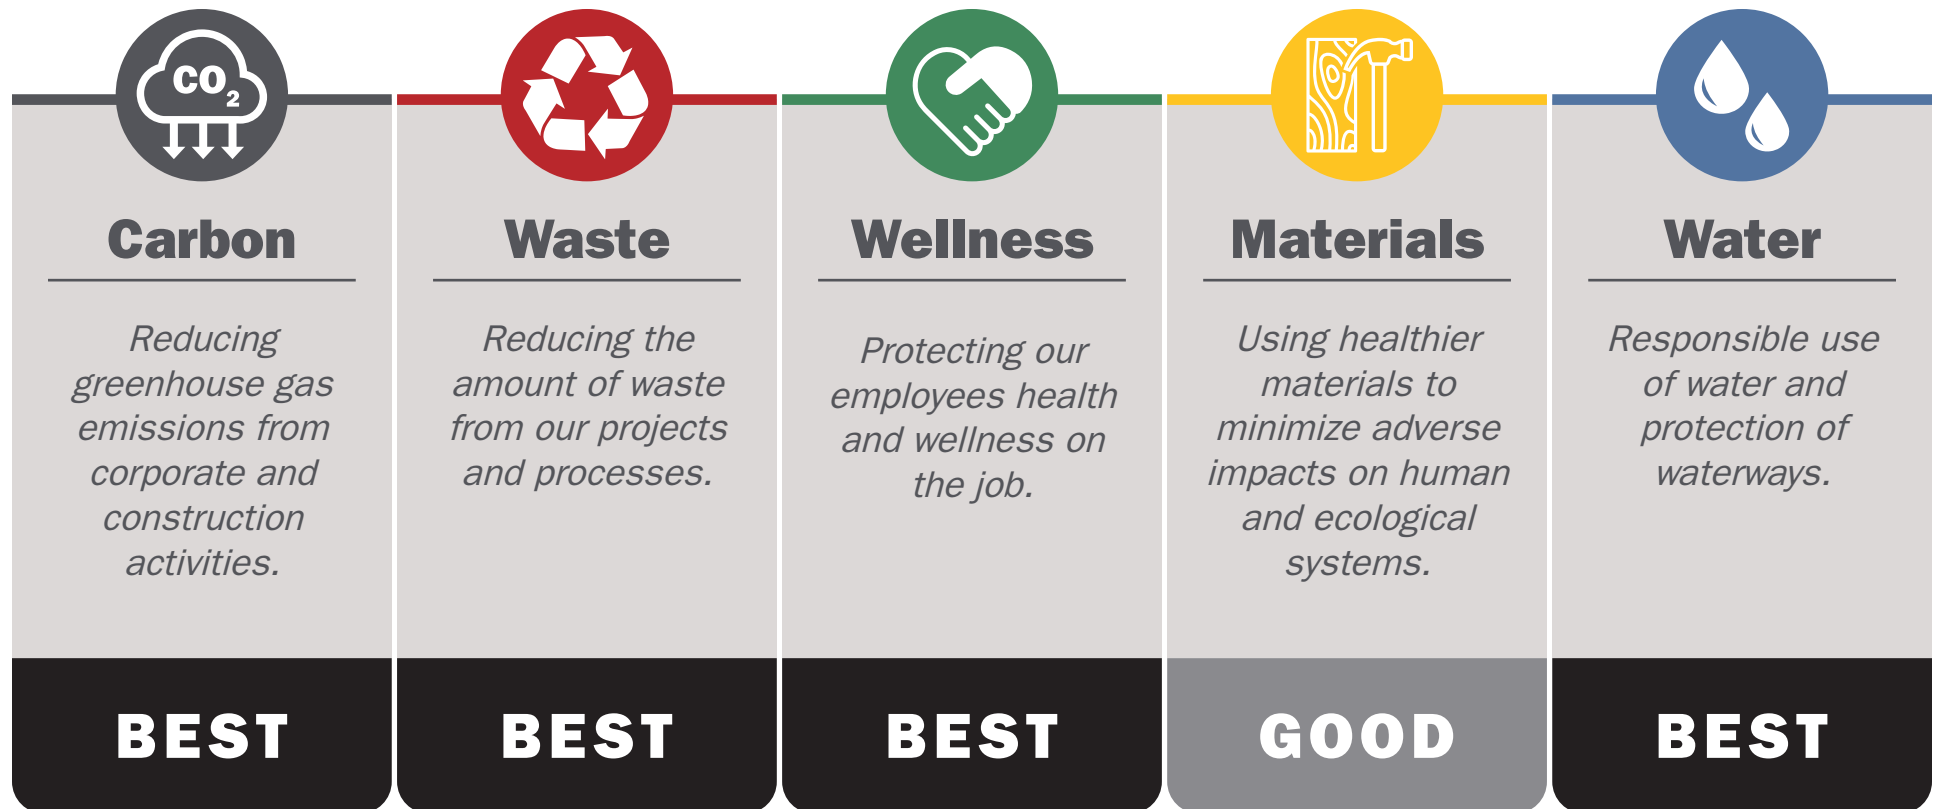 CO2
Carbon
Reducing
greenhouse gas
emissions from
corporate and
construction
activities.
BEST
Waste
Reducing the
amount of waste
from our projects
and processes.
BEST
Wellness
Protecting our
employees health
and wellness on
the job.
BEST
Materials
Using healthier
materials to
minimize adverse
impacts on human
and ecological
systems.
GOOD
Water
Responsible use
of water and
protection of
waterways.
BEST